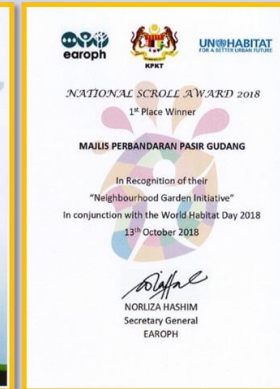 earoph
KPKT
UN HABITAT
FOR A BETTER URBAN FUTURE
NATIONAL SCROLL AWARD 2018
1st Place Winner
MAJLIS PERBANDARAN PASIR GUDANG
In Recognition of their
"Neighbourhood Garden Initiative"
In conjunction with the World Habitat Day 2018
13th October 2018
NORLIZA HASHIM
Secretary General
EAROPH